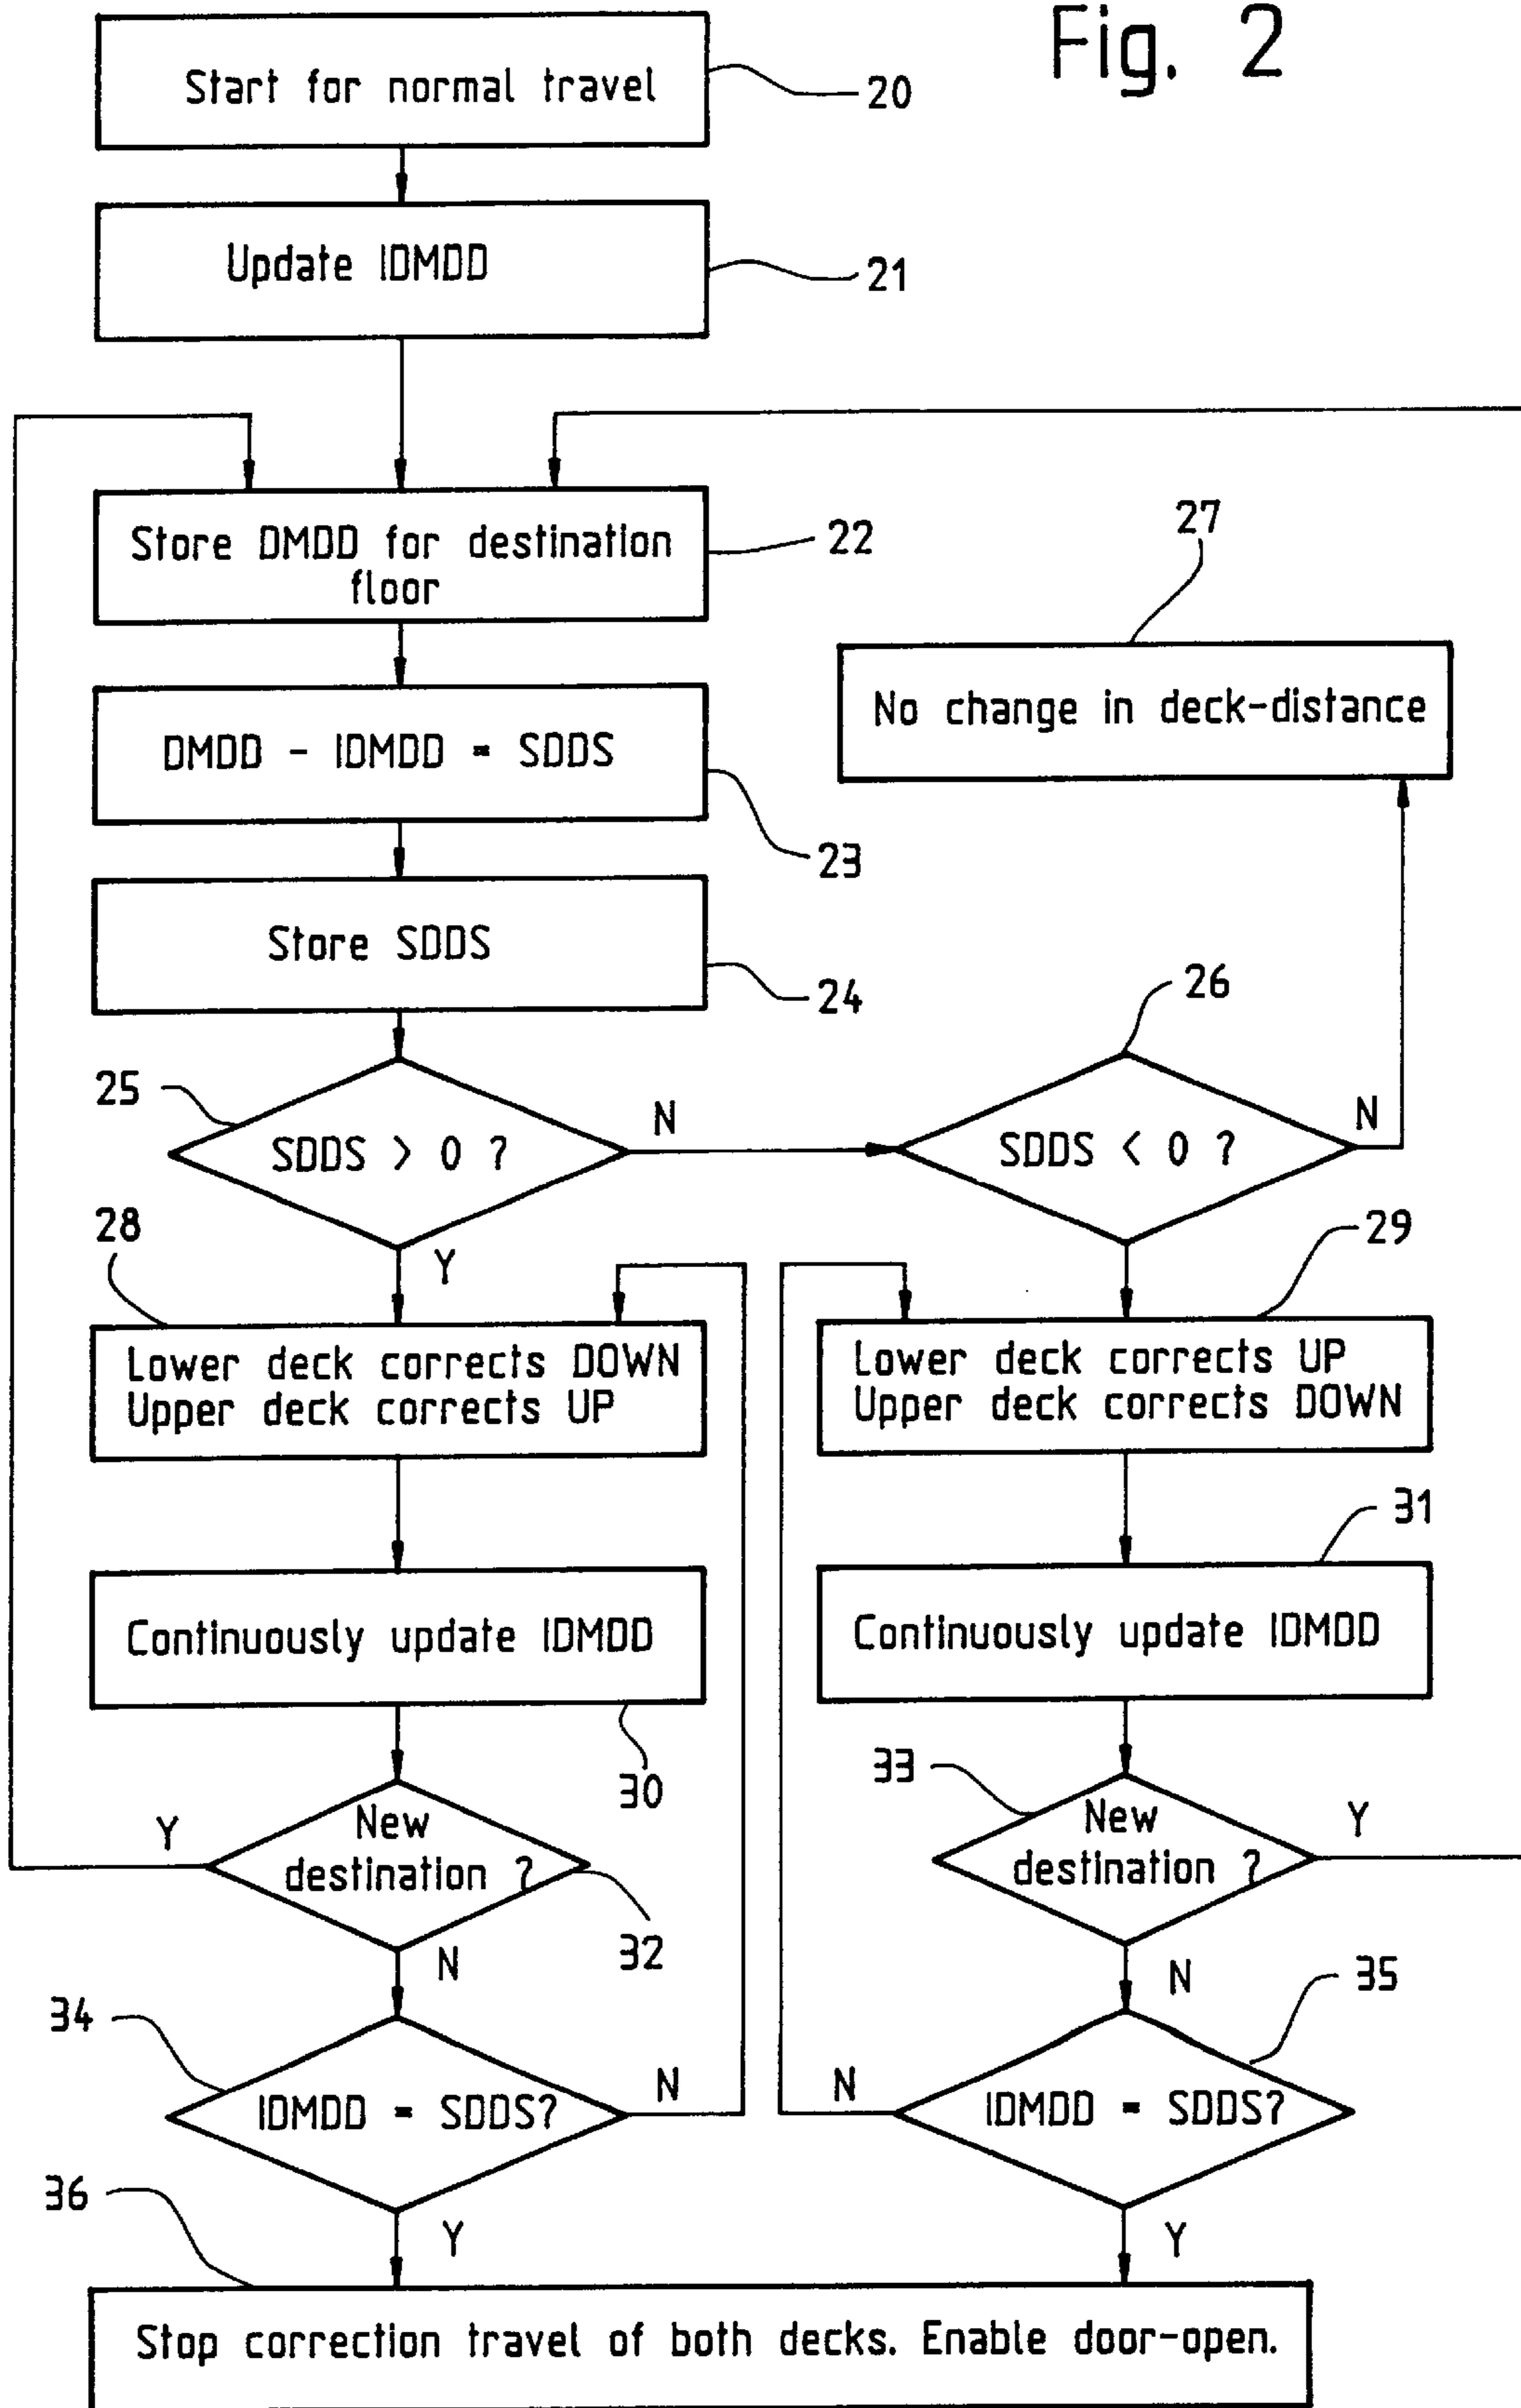 Fig. 2
Start for normal travel
20
Update IDMDD
21
Store DMDD for destination
floor
22
27
No change in deck-distance
DMDD - IDMDD = SDDS
23
Store SDDS
24
26
25
SDDS > 0 ?
N
SDDS < 0 ?
N
28
Y
29
Lower deck corrects DOWN
Upper deck corrects UP
Lower deck corrects UP
Upper deck corrects DOWN
31
Continuously update IDMDD
Continuously update IDMDD
30
33
Y
New
destination ?
New
destination ?
Y
32
N
N
34
35
IDMDD = SDDS?
N
N
IDMDD = SDDS?
36
Y
Y
Stop correction travel of both decks. Enable door-open.